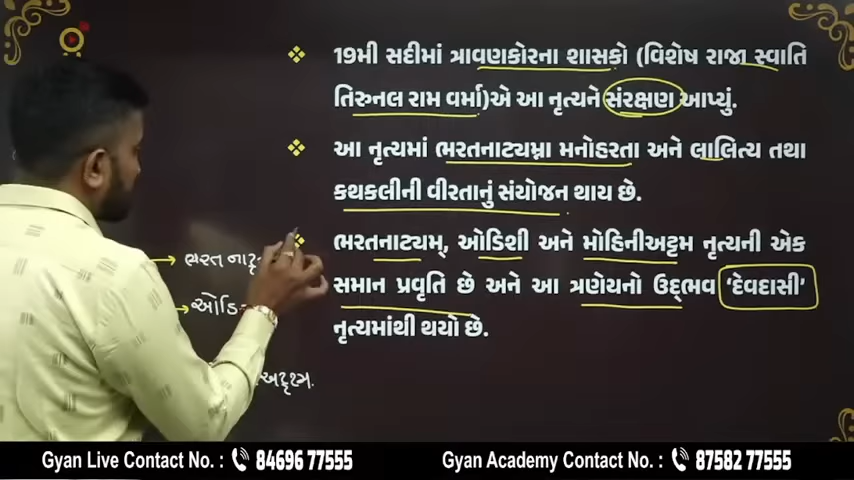 19મી સદીમાં ત્રાવણકોરના શાસકો (વિશેષ રાજા સ્વાતિ
તિરુનલ રામ વર્મા)એ આ નૃત્યને સંરક્ષણ આપ્યું.
આ નૃત્યમાં ભરતનાટ્યમ્ના મનોહરતા અને લાલિત્ય તથા
કથકલીની વીરતાનું સંયોજન થાય છે.
ભરતનાટ્યમ્, ઓડિશી અને મોહિનીઅટ્ટમ નૃત્યની એક
સમાન પ્રવૃતિ છે અને આ ત્રણેયનો ઉદ્‌ભવ 'દેવદાસી'
નૃત્યમાંથી થયો છે.
ભરત
Gyan Live Contact No. : 84696 77555
Gyan Academy Contact No. : 87582 77555